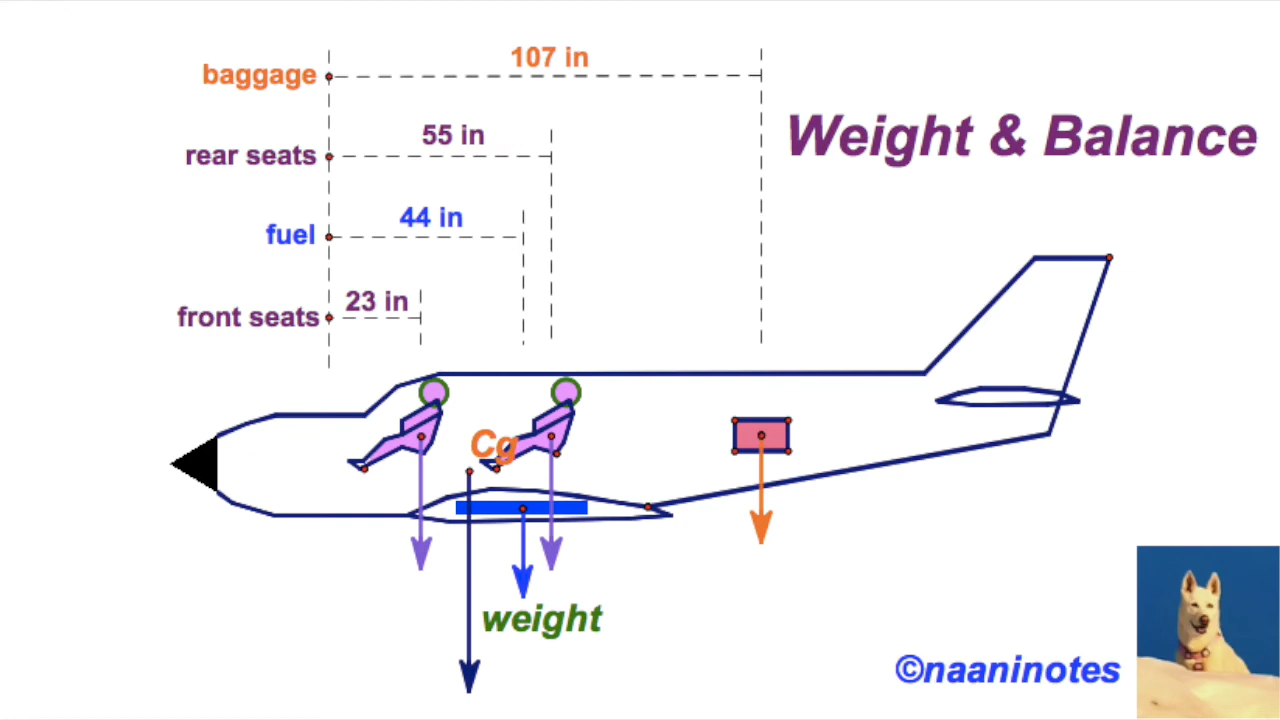 107 in
baggage
Weight & Balance
55 in
rear seats
44 in
fuel
23 in
front seats
Cg
weight
©naaninotes